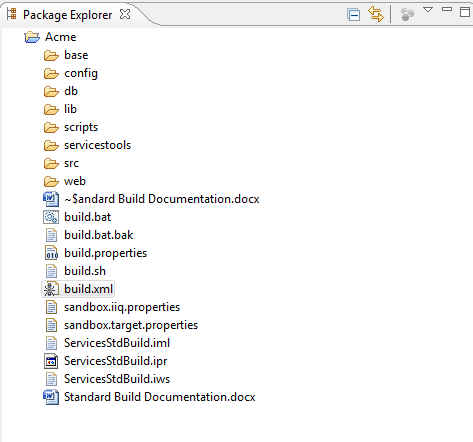 Package Explorer
Acme
base
config
db
lib
scripts
servicestools
src
web
~$andard Build Documentation.docx
build.bat
build.bat.bak
build.properties
build.sh
build.xml
sandbox.iiq.properties
sandbox.target.properties
ServicesStdBuild.iml
ServicesStdBuild.ipr
ServicesStdBuild.iws
Standard Build Documentation.docx